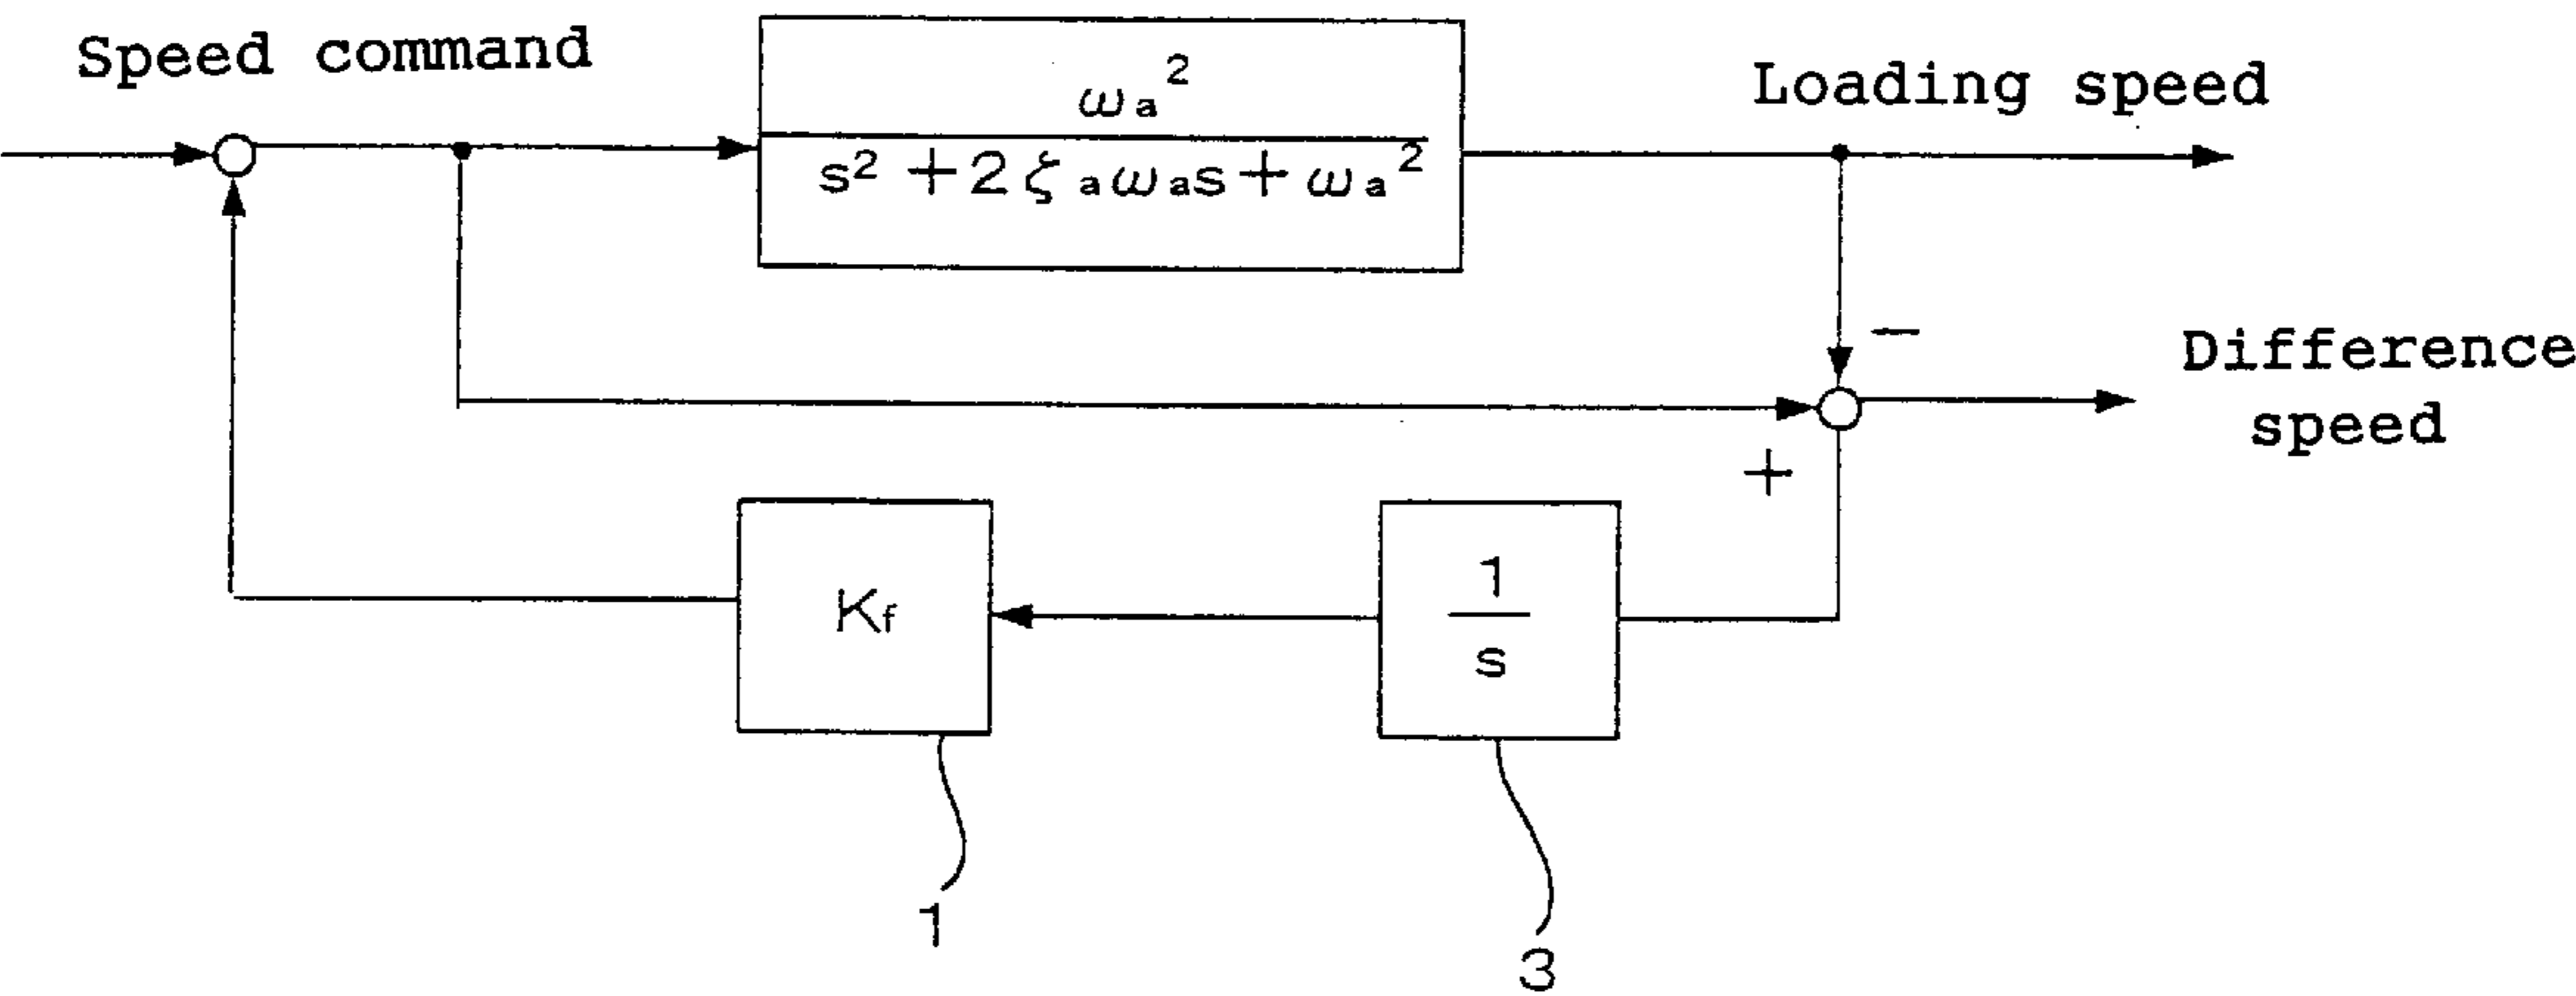 Speed command
ωa²
s² +2ζaωas+ωa²
Loading speed
−
Difference
speed
+
Kf
1
s
1
3